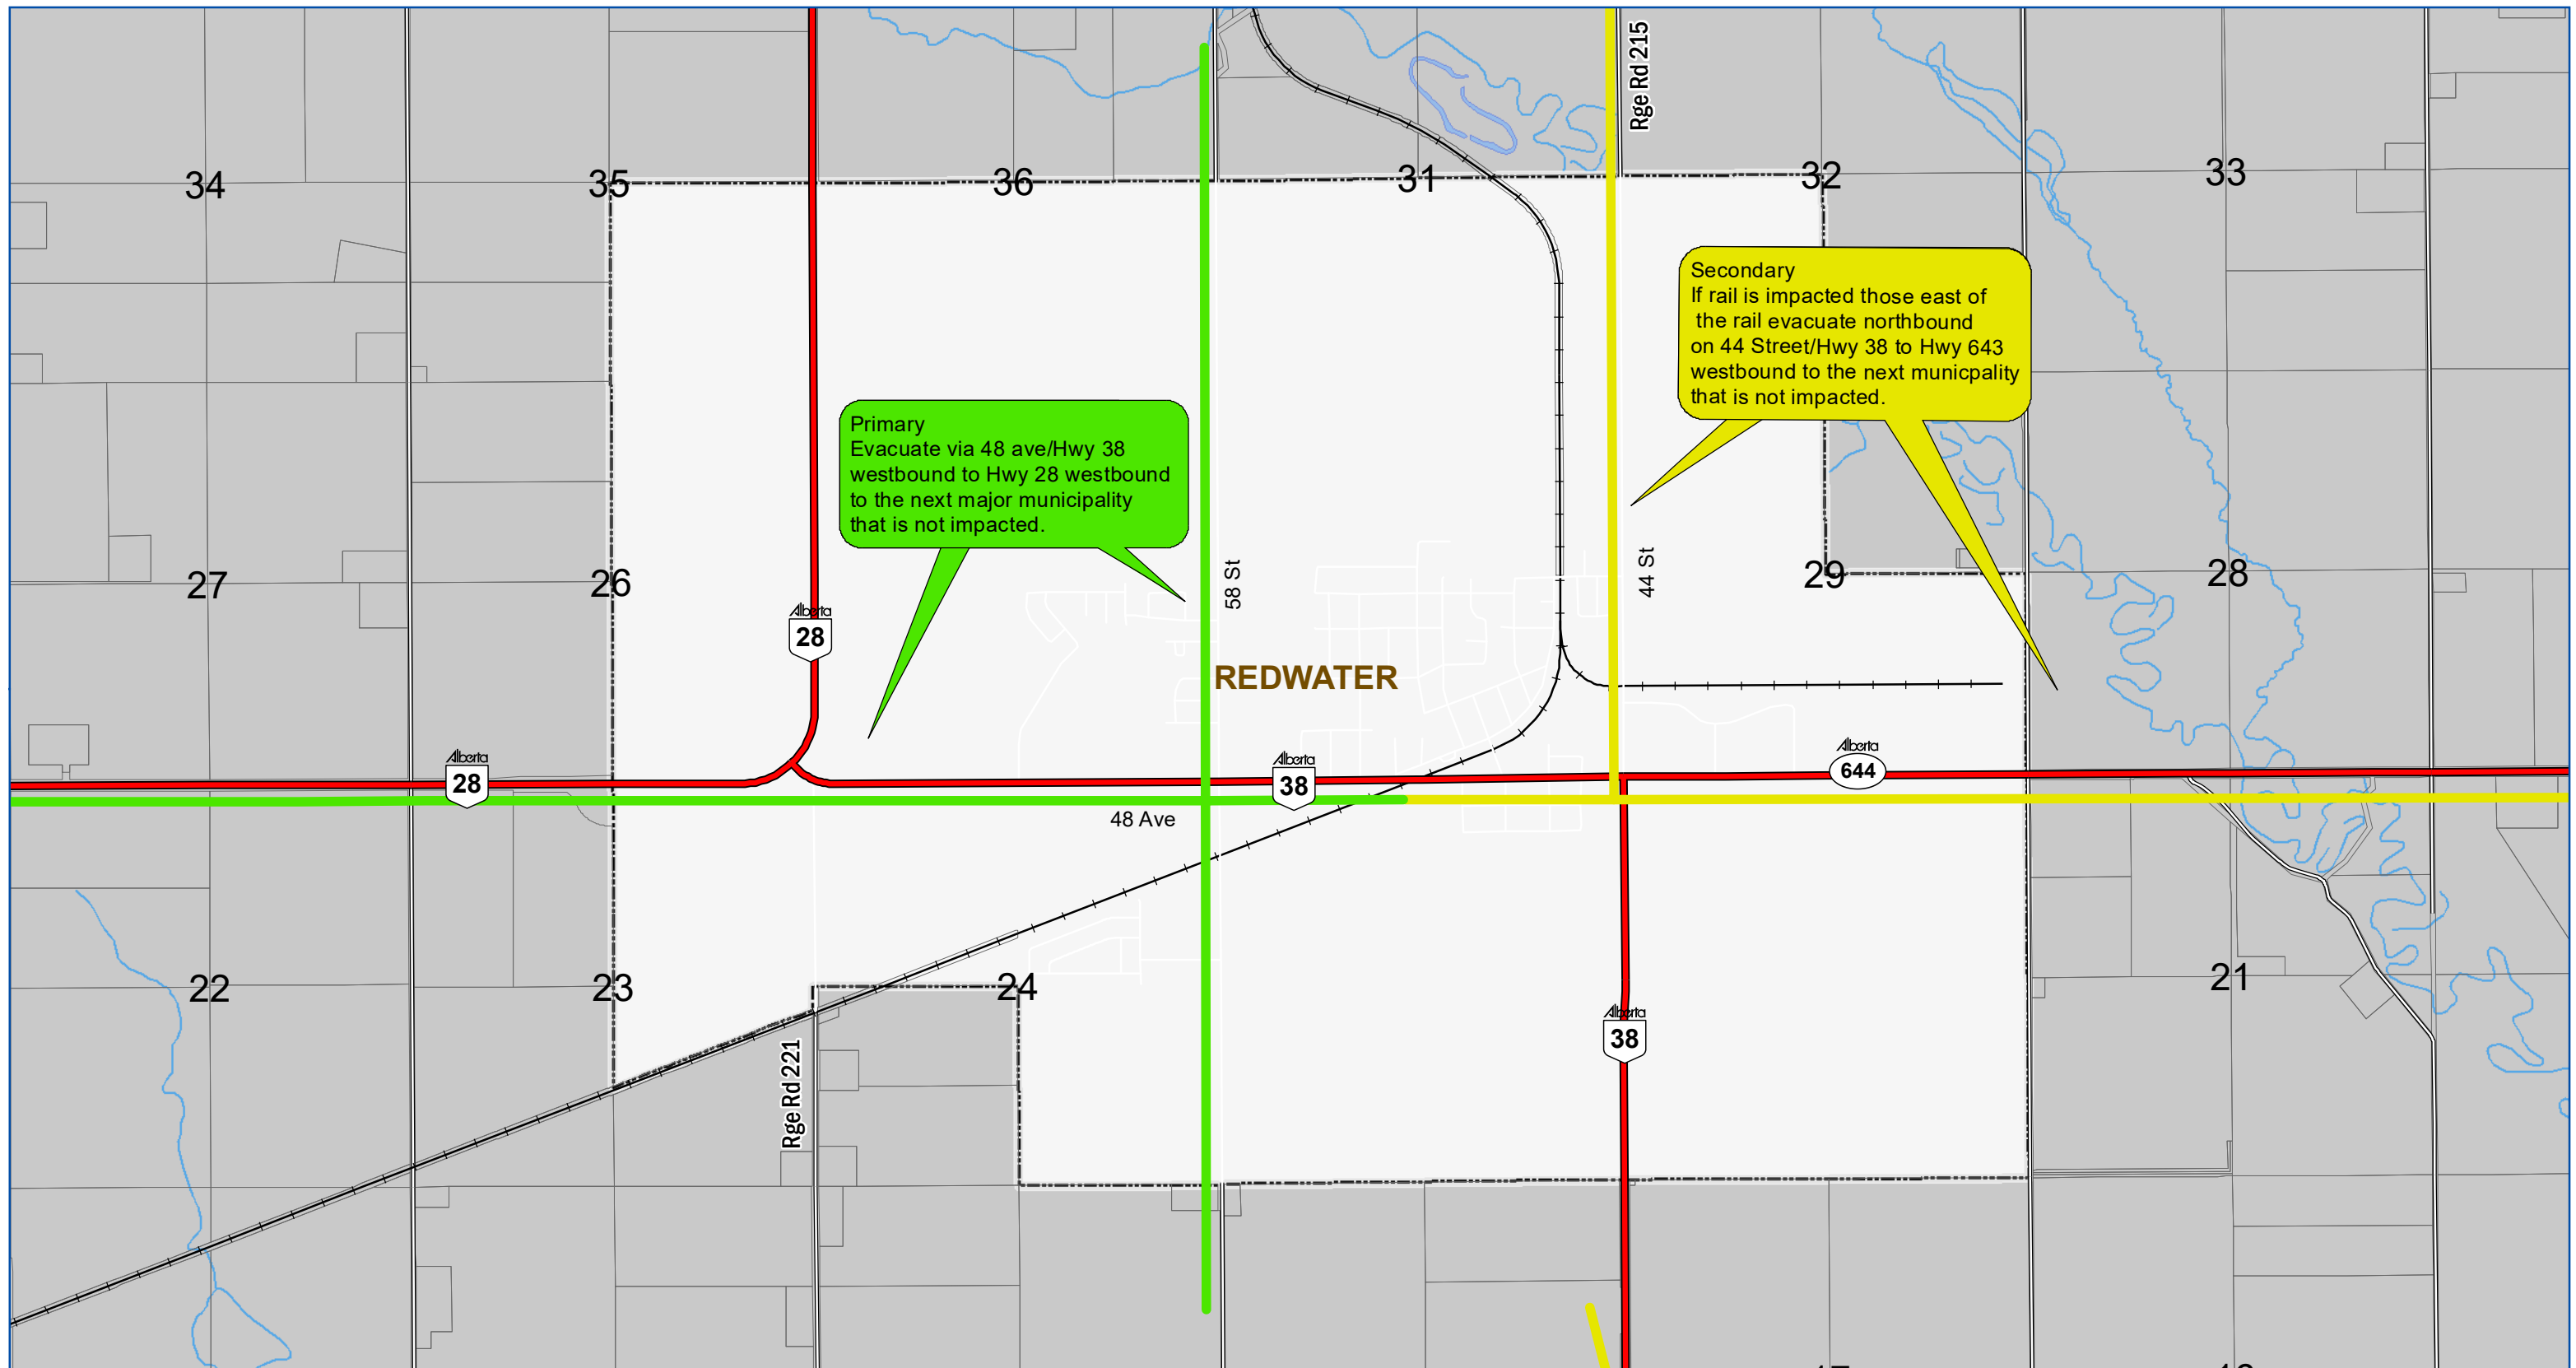 Rge Rd 215
34
35
36
31
32
33
Secondary
If rail is impacted those east of
the rail evacuate northbound
on 44 Street/Hwy 38 to Hwy 643
westbound to the next municpality
that is not impacted.
Primary
Evacuate via 48 ave/Hwy 38
westbound to Hwy 28 westbound
to the next major municipality
that is not impacted.
27
26
58 St
44 St
29
28
Alberta
28
REDWATER
Alberta
28
Alberta
38
Alberta
644
48 Ave
22
23
24
21
Alberta
38
Rge Rd 221